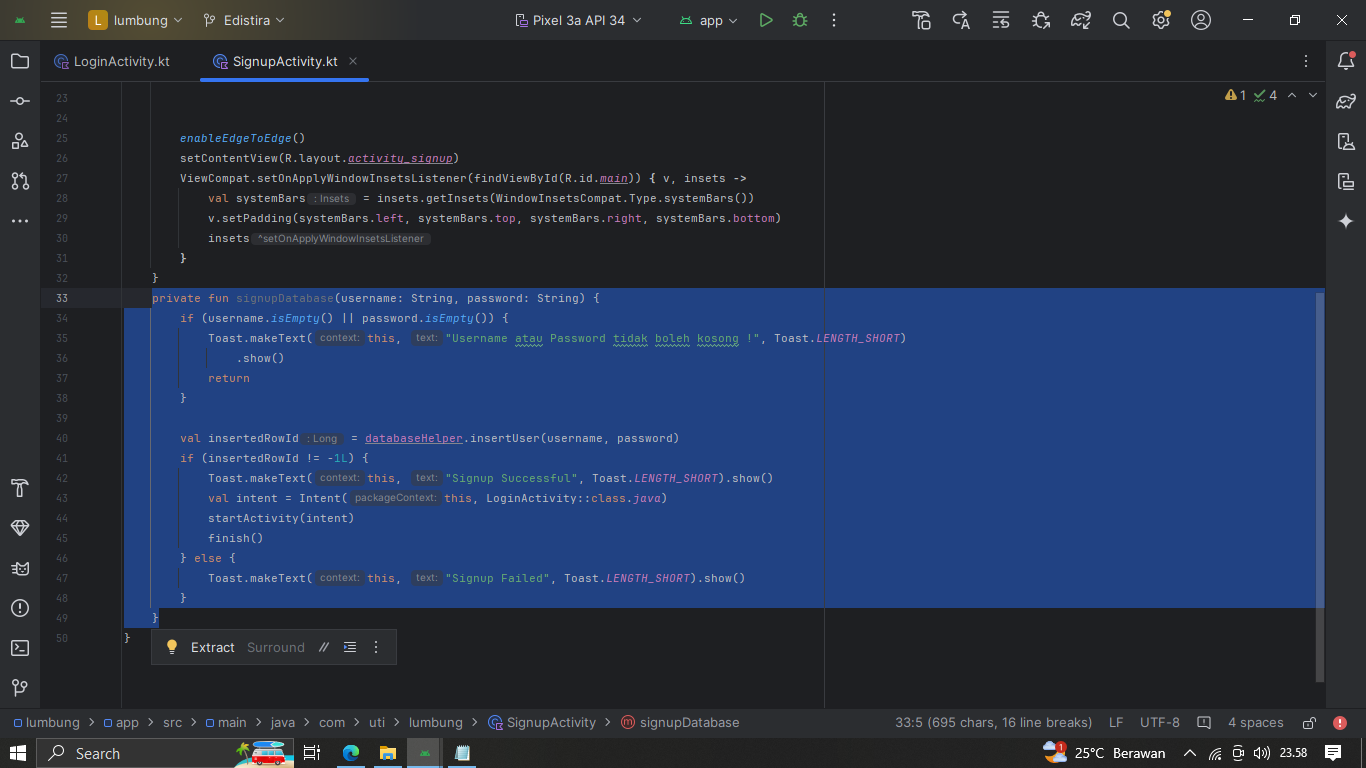 L lumbung Edistira Pixel 3a API 34 app
LoginActivity.kt SignupActivity.kt
1 4
23
24
25 enableEdgeToEdge()
26 setContentView(R.layout.activity_signup)
27 ViewCompat.setOnApplyWindowInsetsListener(findViewById(R.id.main)) { v, insets ->
28 val systemBars : Insets = insets.getInsets(WindowInsetsCompat.Type.systemBars())
29 v.setPadding(systemBars.left, systemBars.top, systemBars.right, systemBars.bottom)
30 insets ^setOnApplyWindowInsetsListener
31 }
32 }
33 private fun signupDatabase(username: String, password: String) {
34 if (username.isEmpty() || password.isEmpty()) {
35 Toast.makeText( context: this, text: "Username atau Password tidak boleh kosong !", Toast.LENGTH_SHORT)
36 .show()
37 return
38 }
39
40 val insertedRowId : Long = databaseHelper.insertUser(username, password)
41 if (insertedRowId != -1L) {
42 Toast.makeText( context: this, text: "Signup Successful", Toast.LENGTH_SHORT).show()
43 val intent = Intent( packageContext: this, LoginActivity::class.java)
44 startActivity(intent)
45 finish()
46 } else {
47 Toast.makeText( context: this, text: "Signup Failed", Toast.LENGTH_SHORT).show()
48 }
49 }
50 }
Extract Surround //
lumbung > app > src > main > java > com > uti > lumbung > SignupActivity > signupDatabase 33:5 (695 chars, 16 line breaks) LF UTF-8 4 spaces
Search 1 25°C Berawan 23.58